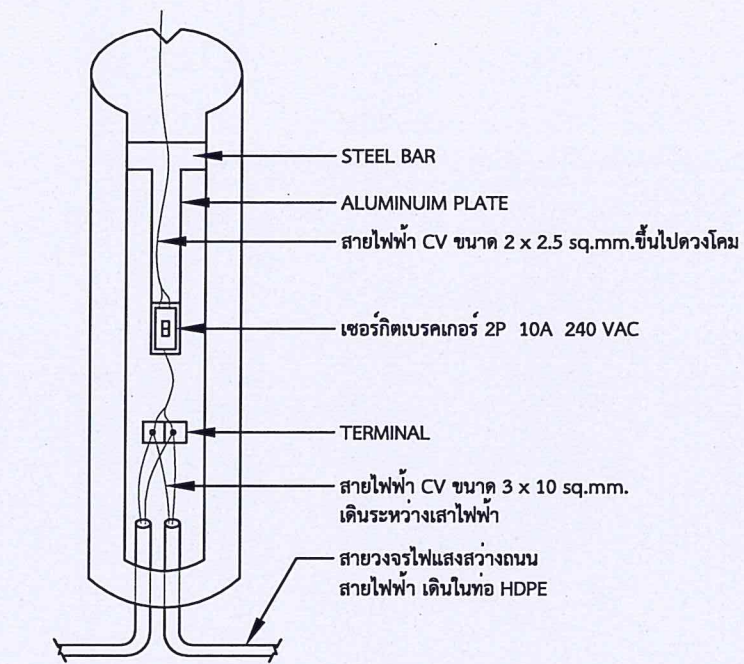 STEEL BAR
ALUMINUIM PLATE
สายไฟฟ้า CV ขนาด 2 x 2.5 sq.mm.ขึ้นไปดวงโคม
เซอร์กิตเบรคเกอร์ 2P 10A 240 VAC
TERMINAL
สายไฟฟ้า CV ขนาด 3 x 10 sq.mm.
เดินระหว่างเสาไฟฟ้า
สายวงจรไฟแสงสว่างถนน
สายไฟฟ้า เดินในท่อ HDPE